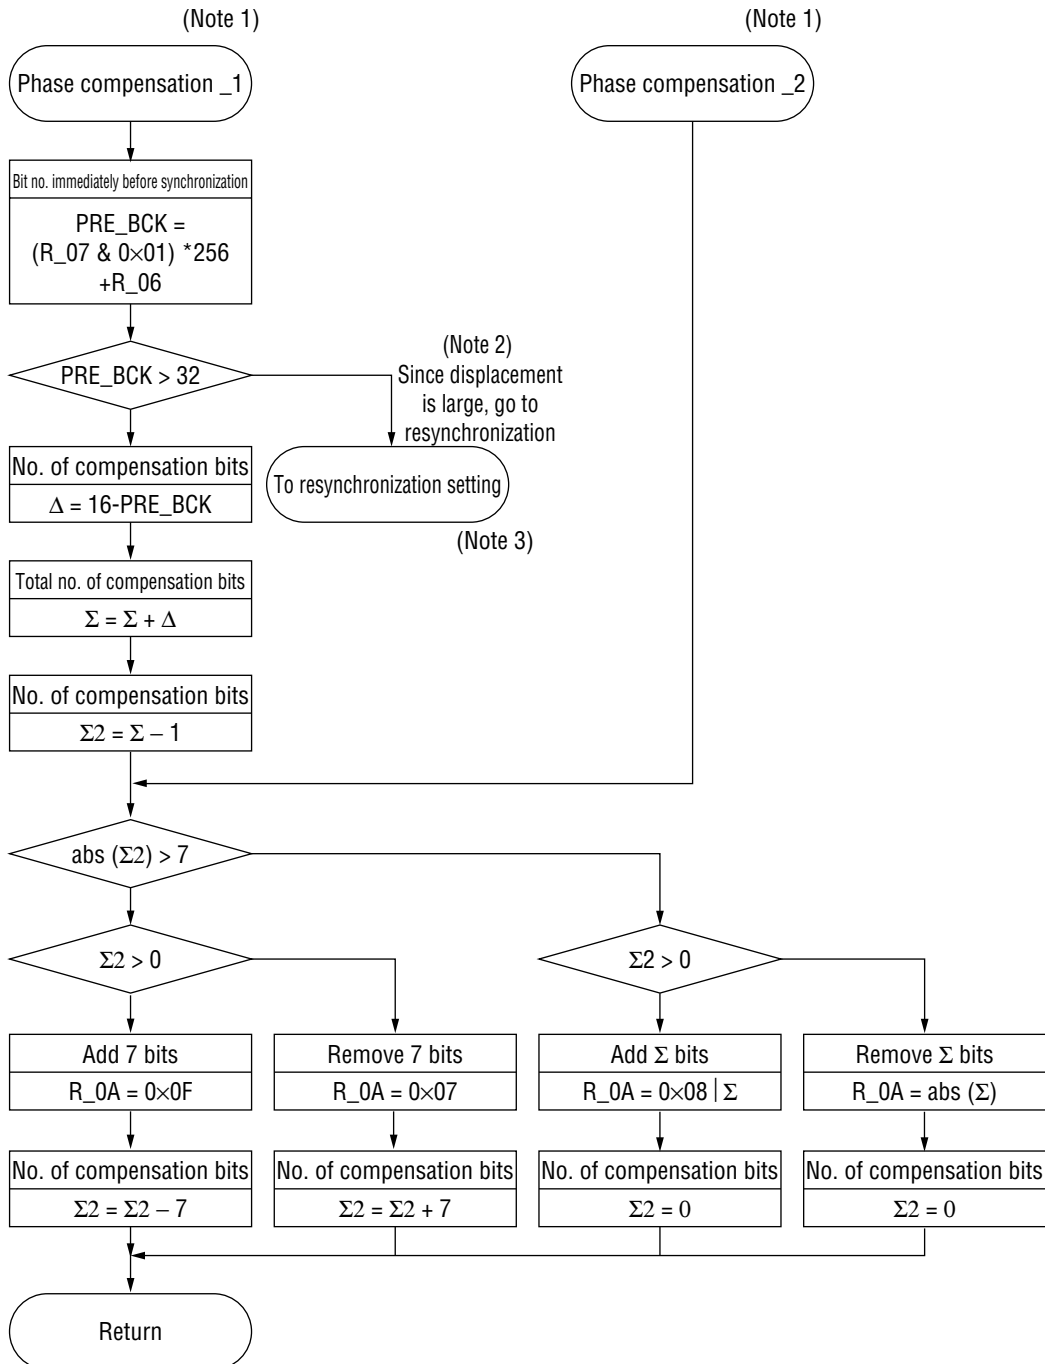 (Note 1)
(Note 1)
Phase compensation _1
Phase compensation _2
Bit no. immediately before synchronization
PRE_BCK =
(R_07 & 0×01) *256
+R_06
PRE_BCK > 32
(Note 2)
Since displacement
is large, go to
resynchronization
No. of compensation bits
Δ = 16-PRE_BCK
To resynchronization setting
(Note 3)
Total no. of compensation bits
Σ = Σ + Δ
No. of compensation bits
Σ2 = Σ − 1
abs (Σ2) > 7
Σ2 > 0
Σ2 > 0
Add 7 bits
R_0A = 0×0F
Remove 7 bits
R_0A = 0×07
Add Σ bits
R_0A = 0×08 | Σ
Remove Σ bits
R_0A = abs (Σ)
No. of compensation bits
Σ2 = Σ2 − 7
No. of compensation bits
Σ2 = Σ2 + 7
No. of compensation bits
Σ2 = 0
No. of compensation bits
Σ2 = 0
Return